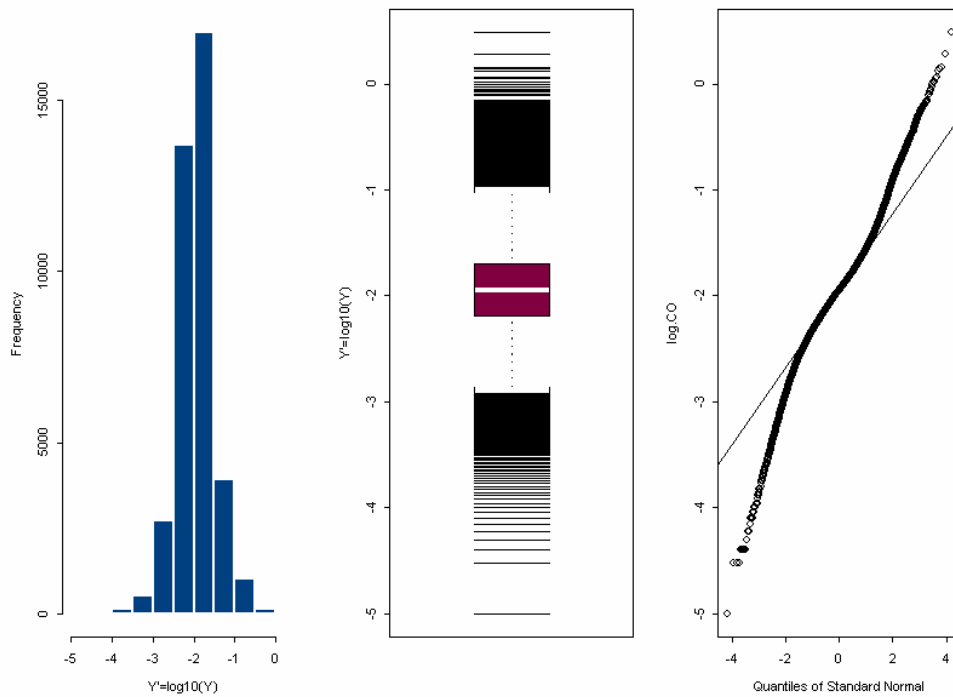 Frequency
15000
10000
5000
0
-5 -4 -3 -2 -1 0
Y'=log10(Y)
Y'=log10(Y)
0
-1
-2
-3
-4
-5
log.CO
0
-1
-2
-3
-4
-5
-4 -2 0 2 4
Quantiles of Standard Normal